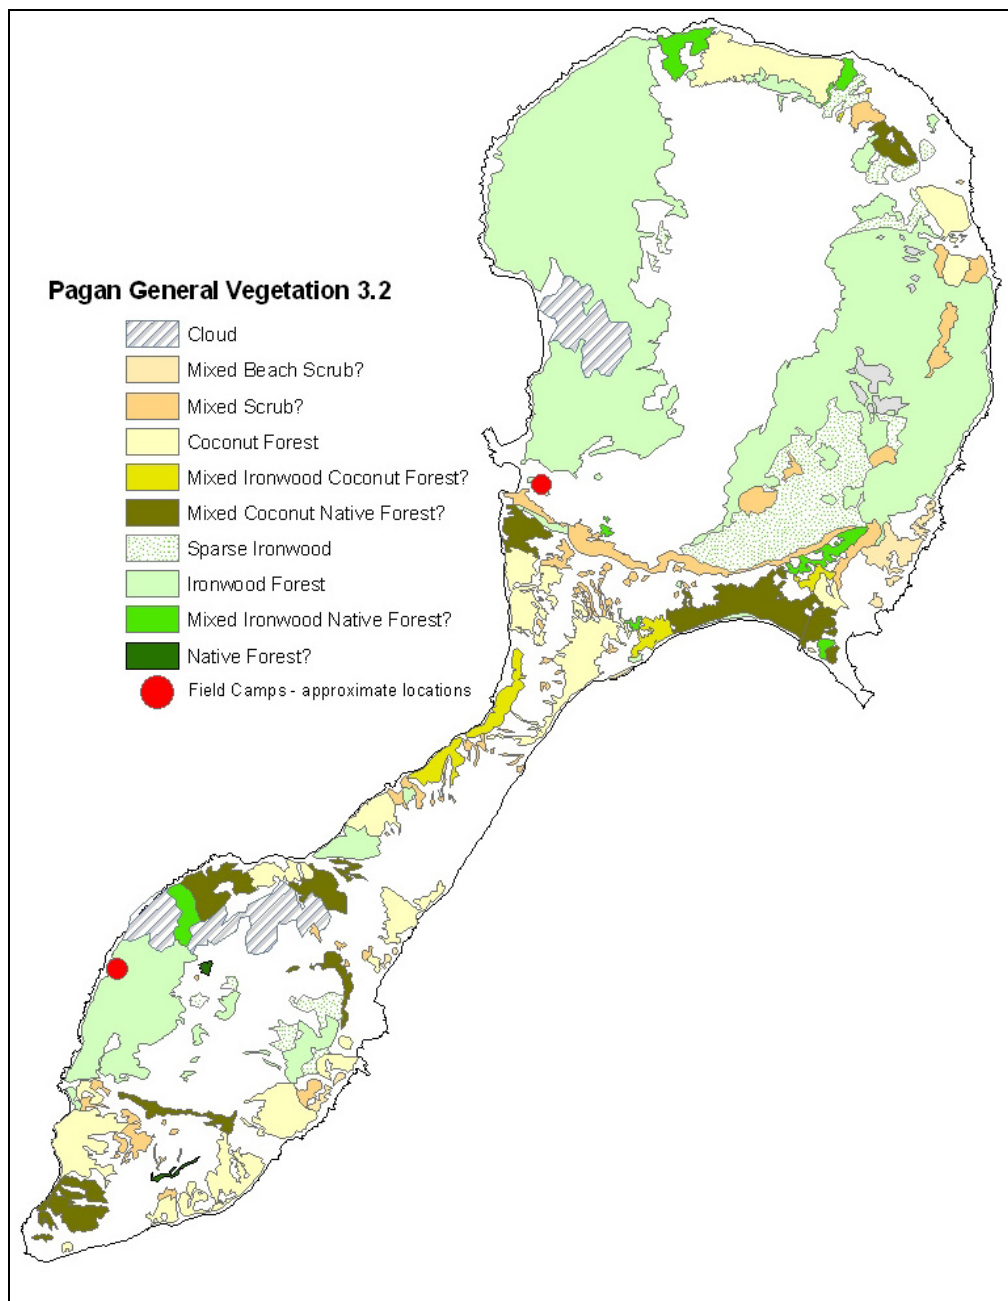 Pagan General Vegetation 3.2
Cloud
Mixed Beach Scrub?
Mixed Scrub?
Coconut Forest
Mixed Ironwood Coconut Forest?
Mixed Coconut Native Forest?
Sparse Ironwood
Ironwood Forest
Mixed Ironwood Native Forest?
Native Forest?
Field Camps - approximate locations